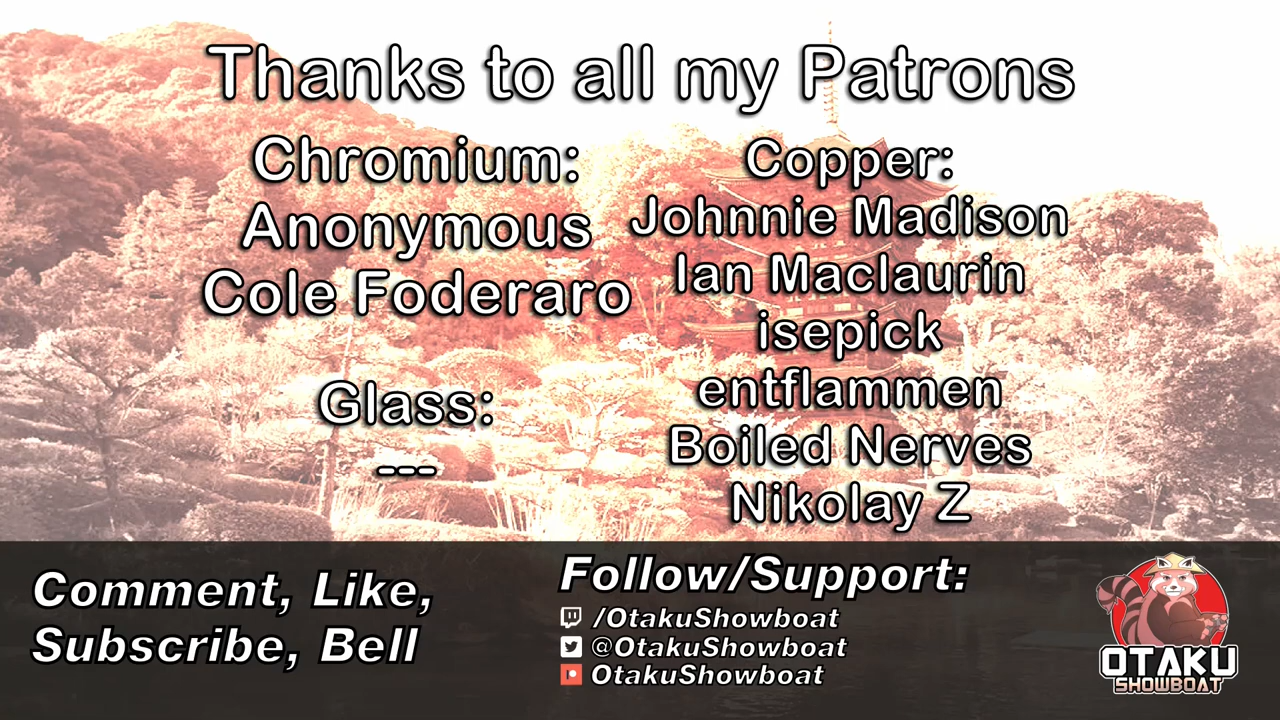 Thanks to all my Patrons
Chromium:
Anonymous
Cole Foderaro
Glass:
---
Copper:
Johnnie Madison
Ian Maclaurin
isepick
entflammen
Boiled Nerves
Nikolay Z
Comment, Like,
Subscribe, Bell
Follow/Support:
/OtakuShowboat
@OtakuShowboat
OtakuShowboat
OTAKU
SHOWBOAT